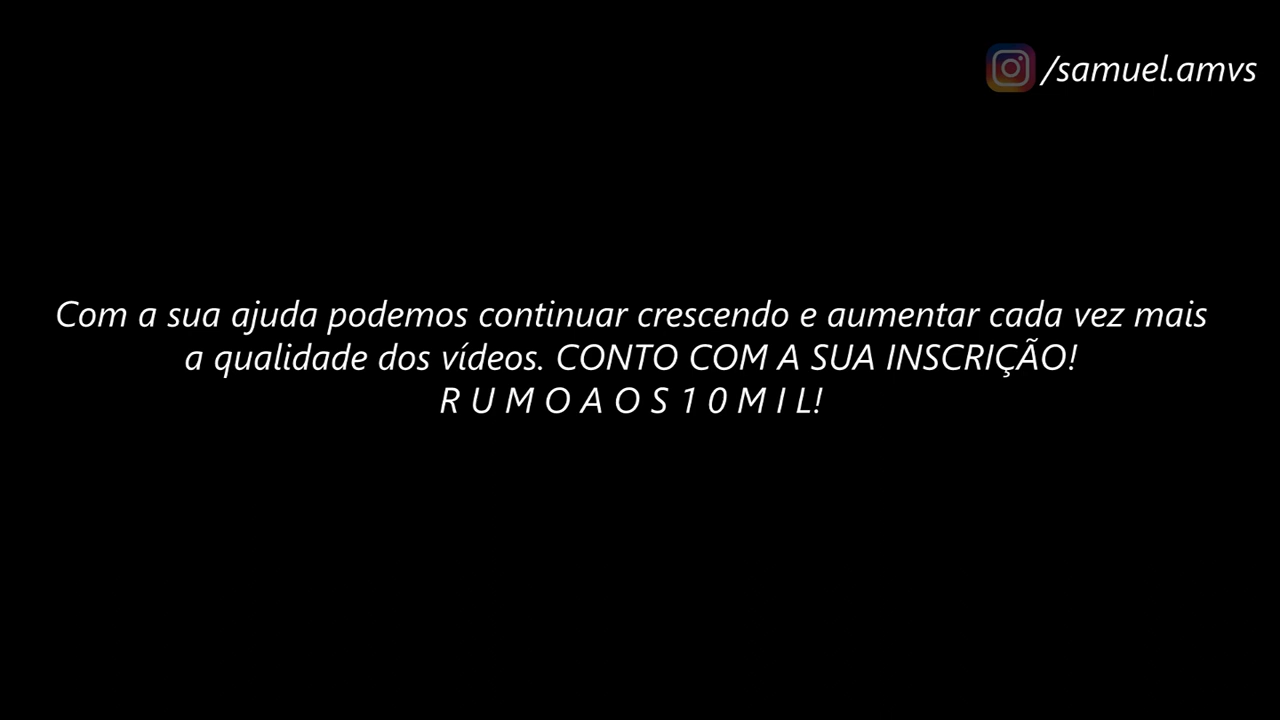 /samuel.amvs
Com a sua ajuda podemos continuar crescendo e aumentar cada vez mais
a qualidade dos vídeos. CONTO COM A SUA INSCRIÇÃO!
R U M O A O S 1 0 M I L!